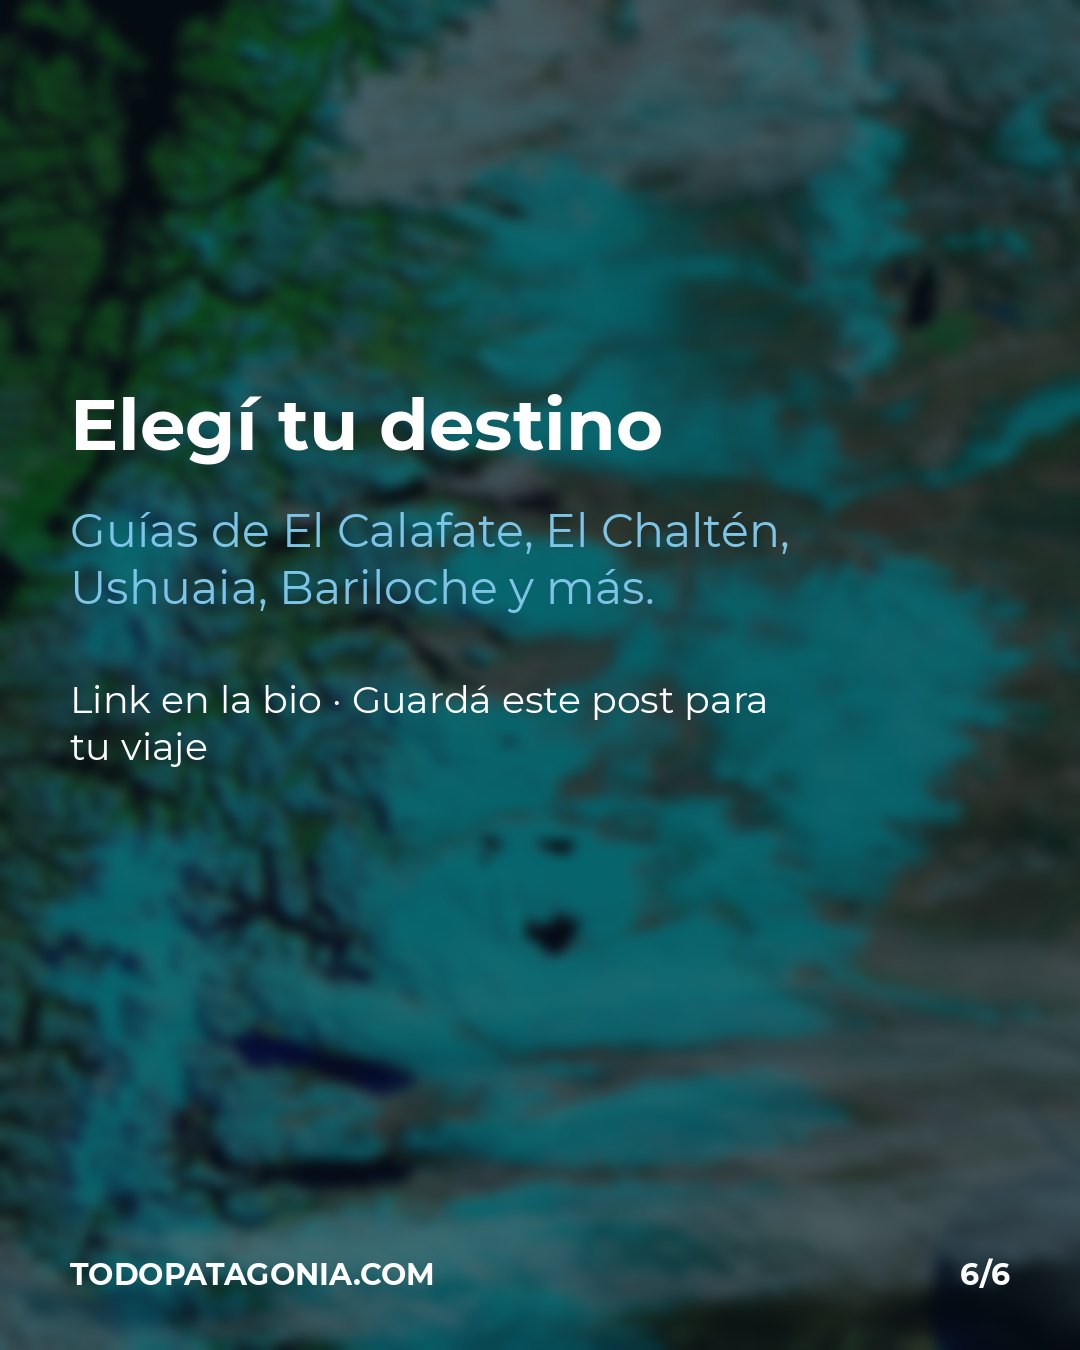 Elegí tu destino
Guías de El Calafate, El Chaltén,
Ushuaia, Bariloche y más.
Link en la bio · Guardá este post para
tu viaje
TODOPATAGONIA.COM
6/6